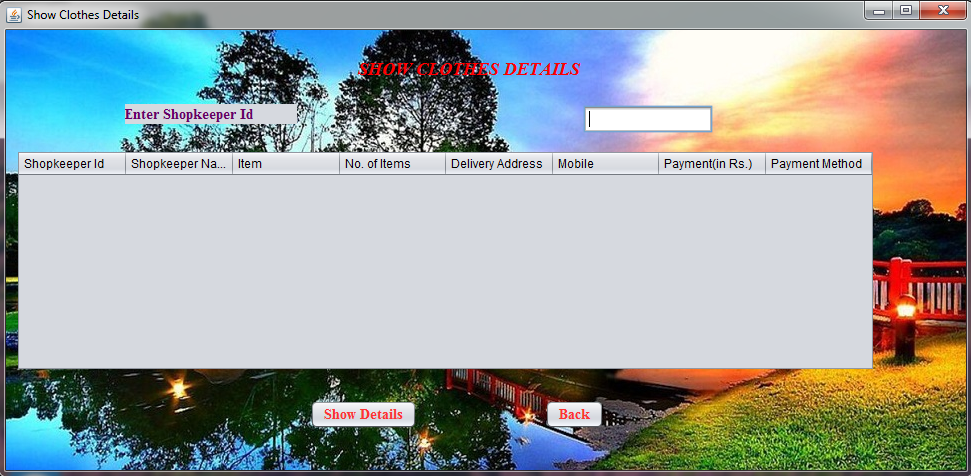 Show Clothes Details
SHOW CLOTHES DETAILS
Enter Shopkeeper Id
Shopkeeper Id Shopkeeper Na... Item No. of Items Delivery Address Mobile Payment(in Rs.) Payment Method
Show Details Back